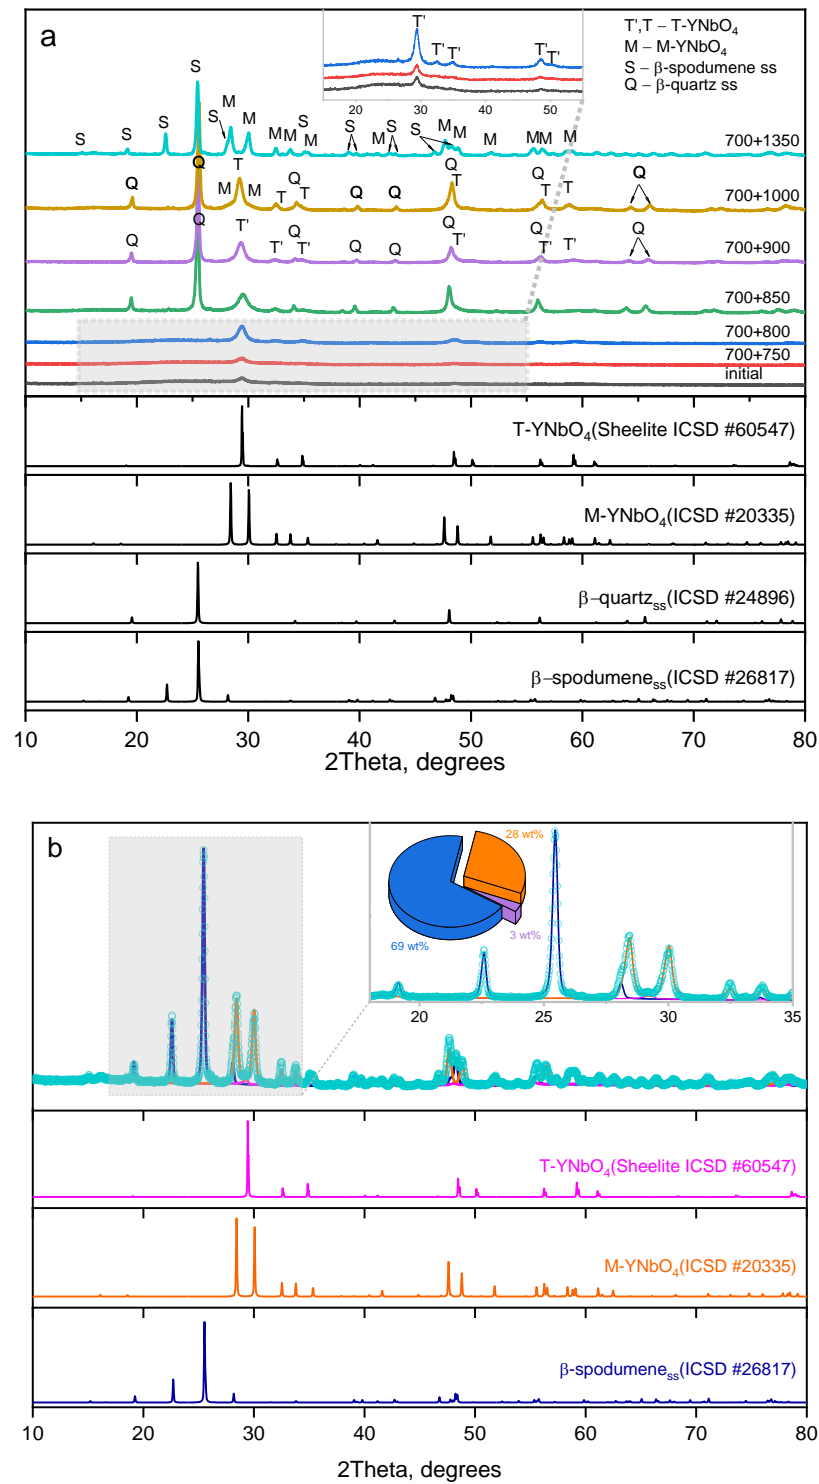 a
T',T – T-YNbO₄
M – M-YNbO₄
S – β-spodumene ss
Q – β-quartz ss
T'
T' T' T' T'
20 30 40 50
S S S S S M M M M S M S M S S M M M M M M
700+1350
Q Q M T M T Q T Q Q Q T Q T T Q
700+1000
Q Q T' T' Q T' Q Q Q T' Q T' T' Q
700+900
700+850
700+800
700+750
initial
T-YNbO₄(Sheelite ICSD #60547)
M-YNbO₄(ICSD #20335)
β–quartzss(ICSD #24896)
β–spodumeness(ICSD #26817)
10 20 30 40 50 60 70 80
2Theta, degrees
b
28 wt%
3 wt%
69 wt%
20 25 30 35
T-YNbO₄(Sheelite ICSD #60547)
M-YNbO₄(ICSD #20335)
β-spodumeness(ICSD #26817)
10 20 30 40 50 60 70 80
2Theta, degrees